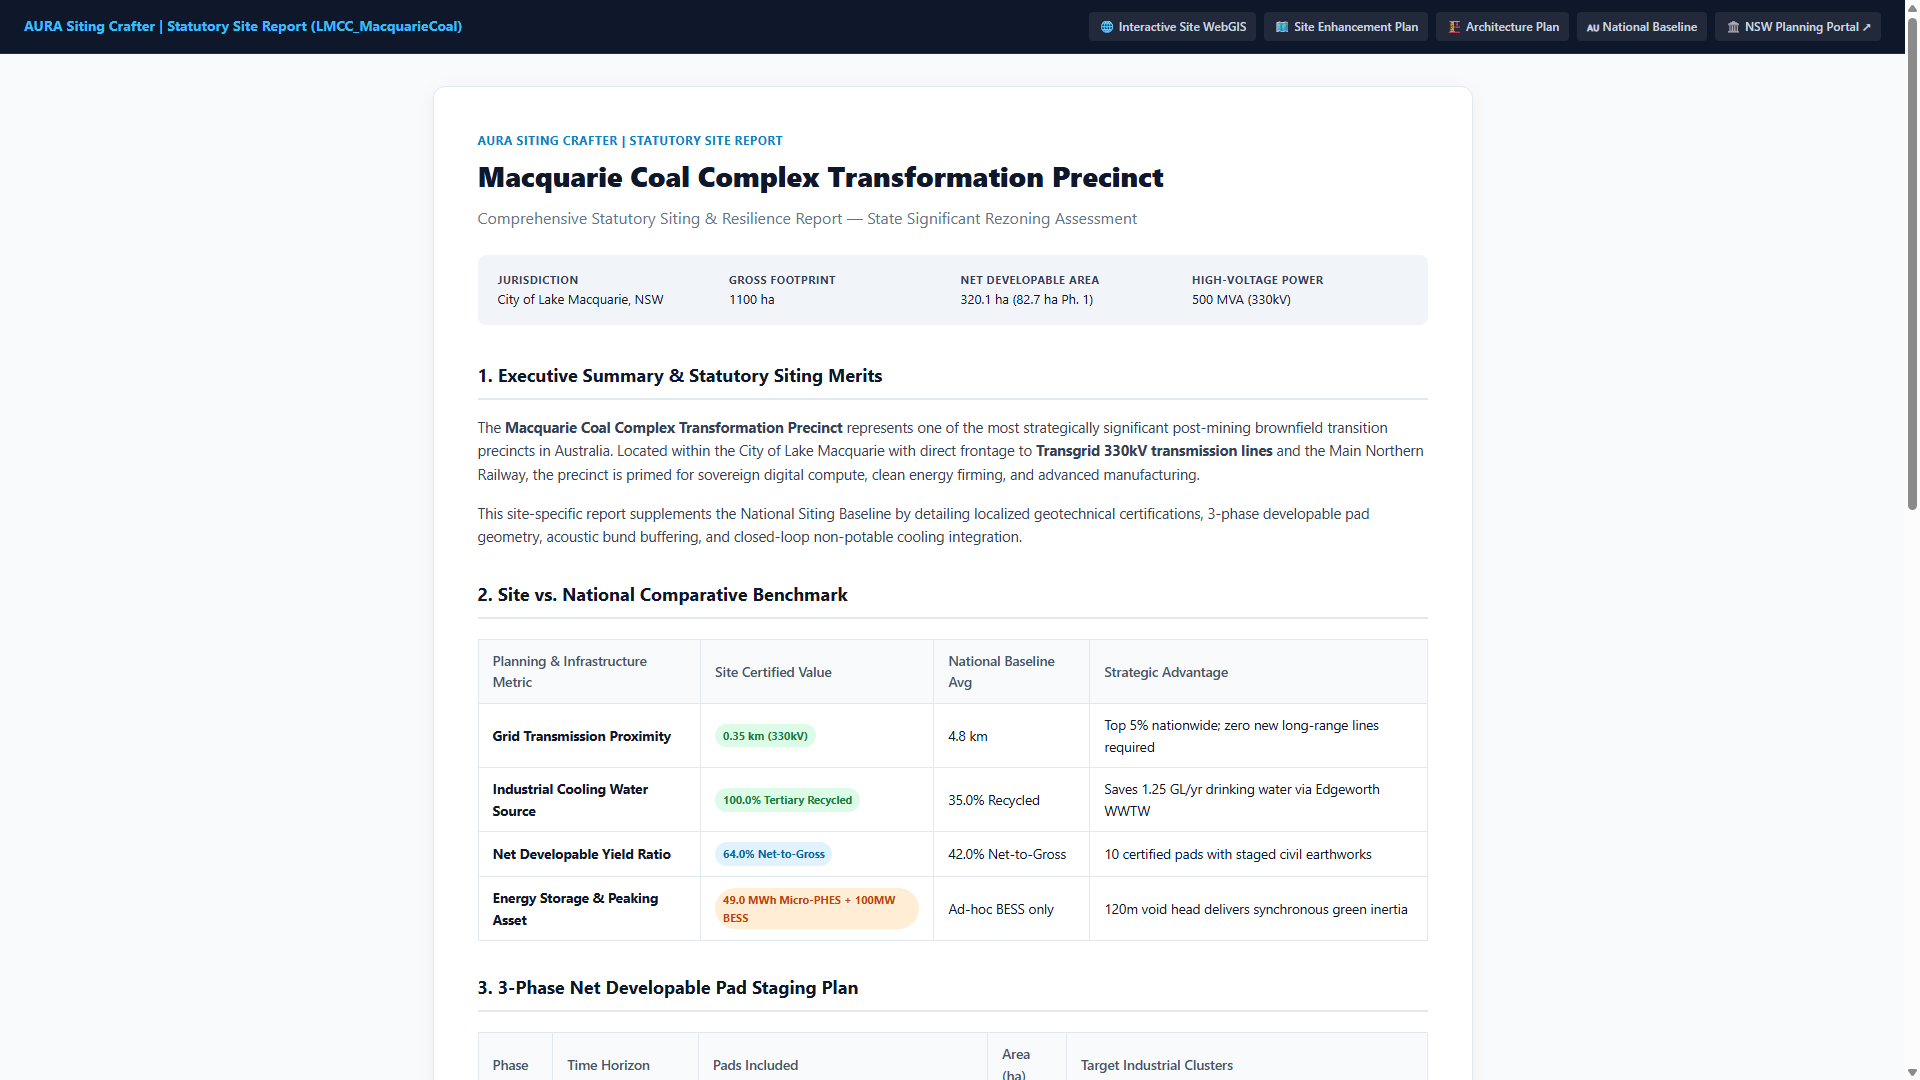 AURA Siting Crafter | Statutory Site Report (LMCC_MacquarieCoal)
Interactive Site WebGIS
Site Enhancement Plan
Architecture Plan
AU National Baseline
NSW Planning Portal ↗
AURA SITING CRAFTER | STATUTORY SITE REPORT
Macquarie Coal Complex Transformation Precinct
Comprehensive Statutory Siting & Resilience Report — State Significant Rezoning Assessment
JURISDICTION
City of Lake Macquarie, NSW
GROSS FOOTPRINT
1100 ha
NET DEVELOPABLE AREA
320.1 ha (82.7 ha Ph. 1)
HIGH-VOLTAGE POWER
500 MVA (330kV)
1. Executive Summary & Statutory Siting Merits
The Macquarie Coal Complex Transformation Precinct represents one of the most strategically significant post-mining brownfield transition
precincts in Australia. Located within the City of Lake Macquarie with direct frontage to Transgrid 330kV transmission lines and the Main Northern
Railway, the precinct is primed for sovereign digital compute, clean energy firming, and advanced manufacturing.
This site-specific report supplements the National Siting Baseline by detailing localized geotechnical certifications, 3-phase developable pad
geometry, acoustic bund buffering, and closed-loop non-potable cooling integration.
2. Site vs. National Comparative Benchmark
Planning & Infrastructure
Metric
Site Certified Value
National Baseline
Avg
Strategic Advantage
Grid Transmission Proximity
0.35 km (330kV)
4.8 km
Top 5% nationwide; zero new long-range lines
required
Industrial Cooling Water
Source
100.0% Tertiary Recycled
35.0% Recycled
Saves 1.25 GL/yr drinking water via Edgeworth
WWTW
Net Developable Yield Ratio
64.0% Net-to-Gross
42.0% Net-to-Gross
10 certified pads with staged civil earthworks
Energy Storage & Peaking
Asset
49.0 MWh Micro-PHES + 100MW
BESS
Ad-hoc BESS only
120m void head delivers synchronous green inertia
3. 3-Phase Net Developable Pad Staging Plan
Phase
Time Horizon
Pads Included
Area
(ha)
Target Industrial Clusters